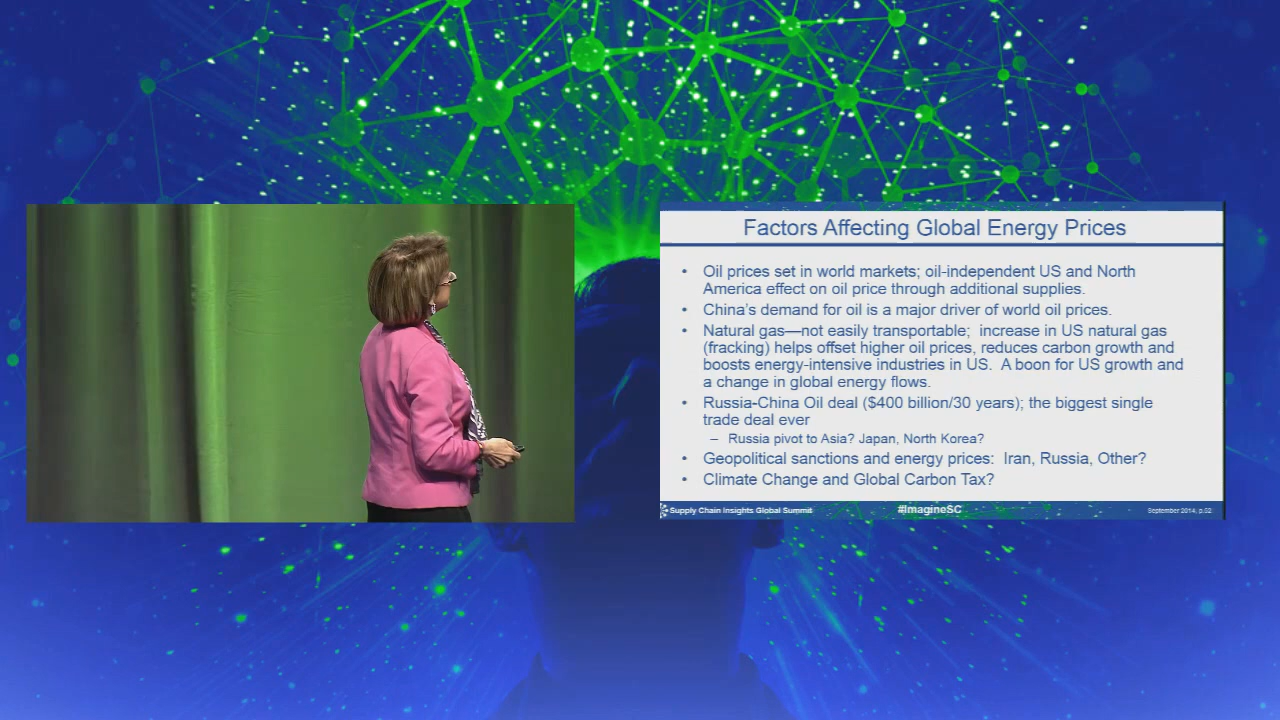 Factors Affecting Global Energy Prices
• Oil prices set in world markets; oil-independent US and North
America effect on oil price through additional supplies.
• China's demand for oil is a major driver of world oil prices.
• Natural gas—not easily transportable; increase in US natural gas
(fracking) helps offset higher oil prices, reduces carbon growth and
boosts energy-intensive industries in US. A boon for US growth and
a change in global energy flows.
• Russia-China Oil deal ($400 billion/30 years); the biggest single
trade deal ever
– Russia pivot to Asia? Japan, North Korea?
• Geopolitical sanctions and energy prices: Iran, Russia, Other?
• Climate Change and Global Carbon Tax?
Supply Chain Insights Global Summit
#ImagineSC
September 2014, p.52